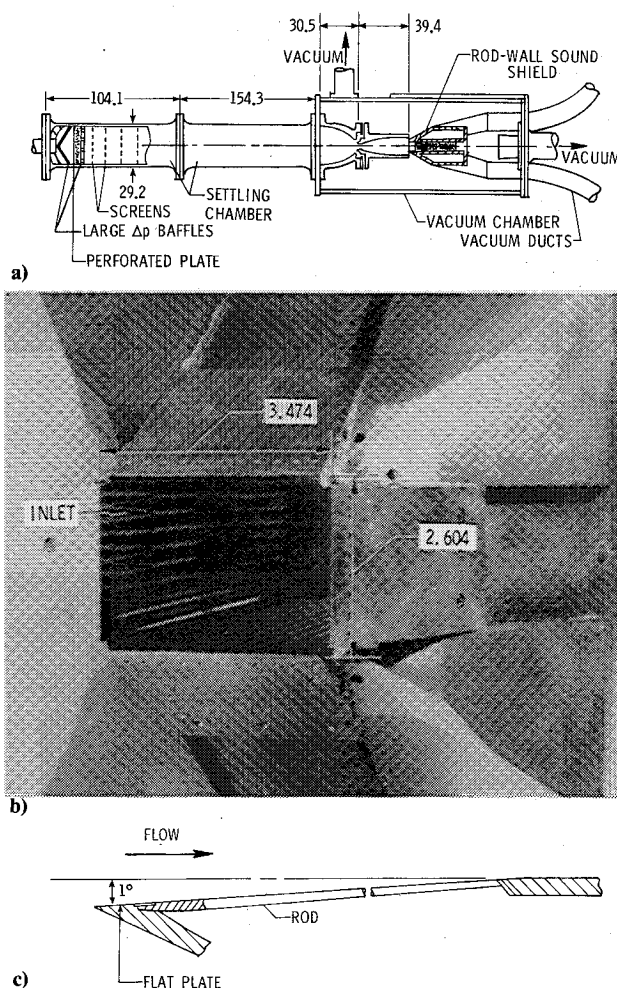 a)
30.5
39.4
VACUUM
ROD-WALL SOUND
SHIELD
104.1
154.3
VACUUM
29.2
SCREENS
SETTLING
CHAMBER
LARGE Δp BAFFLES
VACUUM CHAMBER
VACUUM DUCTS
PERFORATED PLATE
3.474
INLET
2.604
b)
FLOW
1°
ROD
FLAT PLATE
c)